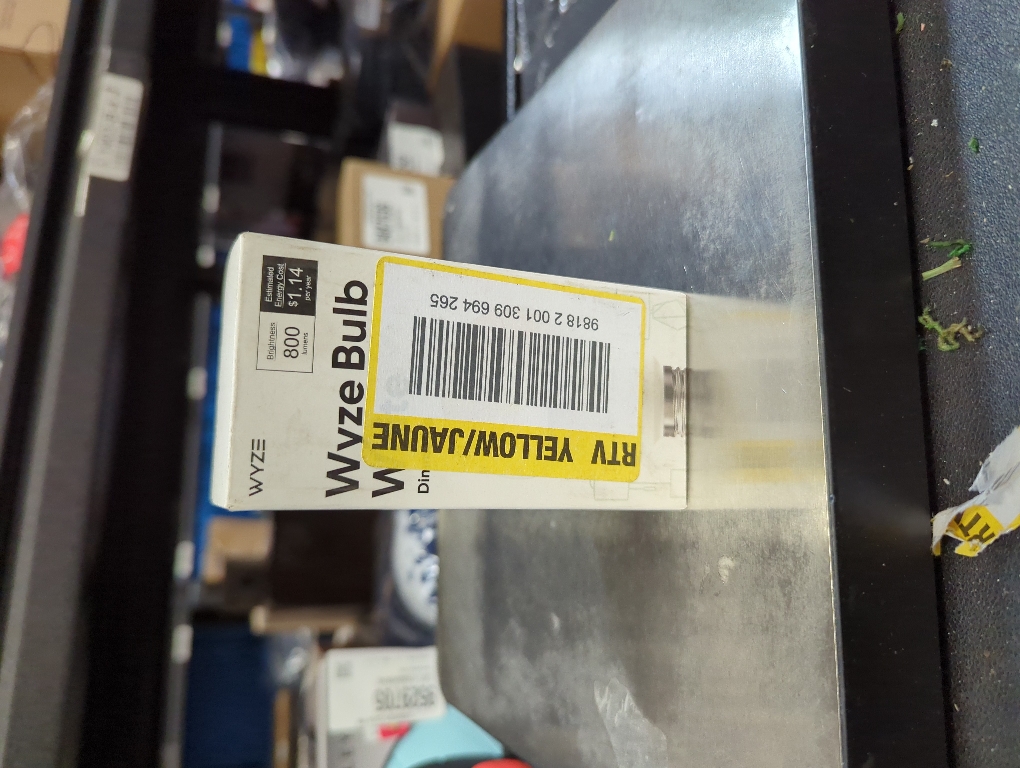 WYZE
Brightness
800
lumens
Estimated
Energy Cost
$1.14
per year
Wyze Bulb
W
Dim
RTV YELLOW/JAUNE
9818 2 001 309 694 265